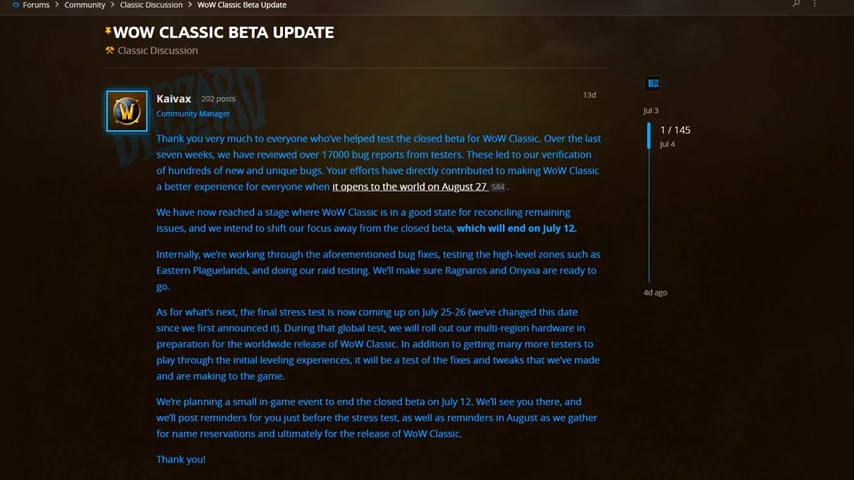 Forums > Community > Classic Discussion > WoW Classic Beta Update
WOW CLASSIC BETA UPDATE
Classic Discussion
BLIZZARD
Kaivax 202 posts 13d
Community Manager
Thank you very much to everyone who've helped test the closed beta for WoW Classic. Over the last
seven weeks, we have reviewed over 17000 bug reports from testers. These led to our verification
of hundreds of new and unique bugs. Your efforts have directly contributed to making WoW Classic
a better experience for everyone when it opens to the world on August 27 584 .
We have now reached a stage where WoW Classic is in a good state for reconciling remaining
issues, and we intend to shift our focus away from the closed beta, which will end on July 12.
Internally, we're working through the aforementioned bug fixes, testing the high-level zones such as
Eastern Plaguelands, and doing our raid testing. We'll make sure Ragnaros and Onyxia are ready to
go.
As for what's next, the final stress test is now coming up on July 25-26 (we've changed this date
since we first announced it). During that global test, we will roll out our multi-region hardware in
preparation for the worldwide release of WoW Classic. In addition to getting many more testers to
play through the initial leveling experiences, it will be a test of the fixes and tweaks that we've made
and are making to the game.
We're planning a small in-game event to end the closed beta on July 12. We'll see you there, and
we'll post reminders for you just before the stress test, as well as reminders in August as we gather
for name reservations and ultimately for the release of WoW Classic.
Thank you!
Jul 3
1 / 145
Jul 4
4d ago